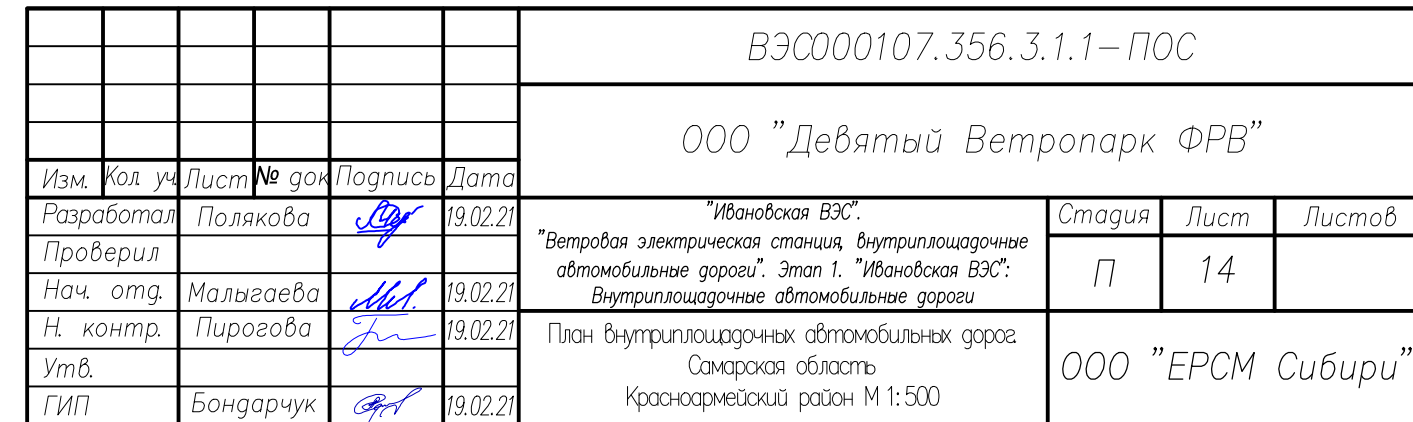 ВЭС000107.356.3.1.1-ПОС
ООО "Девятый Ветропарк ФРВ"
Изм. Кол. уч. Лист № док Подпись Дата
Разработал Полякова 19.02.21
Проверил
Нач. отд. Малыгаева 19.02.21
Н. контр. Пирогова 19.02.21
Утв.
ГИП Бондарчук 19.02.21
"Ивановская ВЭС".
"Ветровая электрическая станция, внутриплощадочные
автомобильные дороги". Этап 1. "Ивановская ВЭС":
Внутриплощадочные автомобильные дороги
Стадия Лист Листов
П 14
План внутриплощадочных автомобильных дорог.
Самарская область
Красноармейский район М 1:500
ООО "ЕРСМ Сибири"